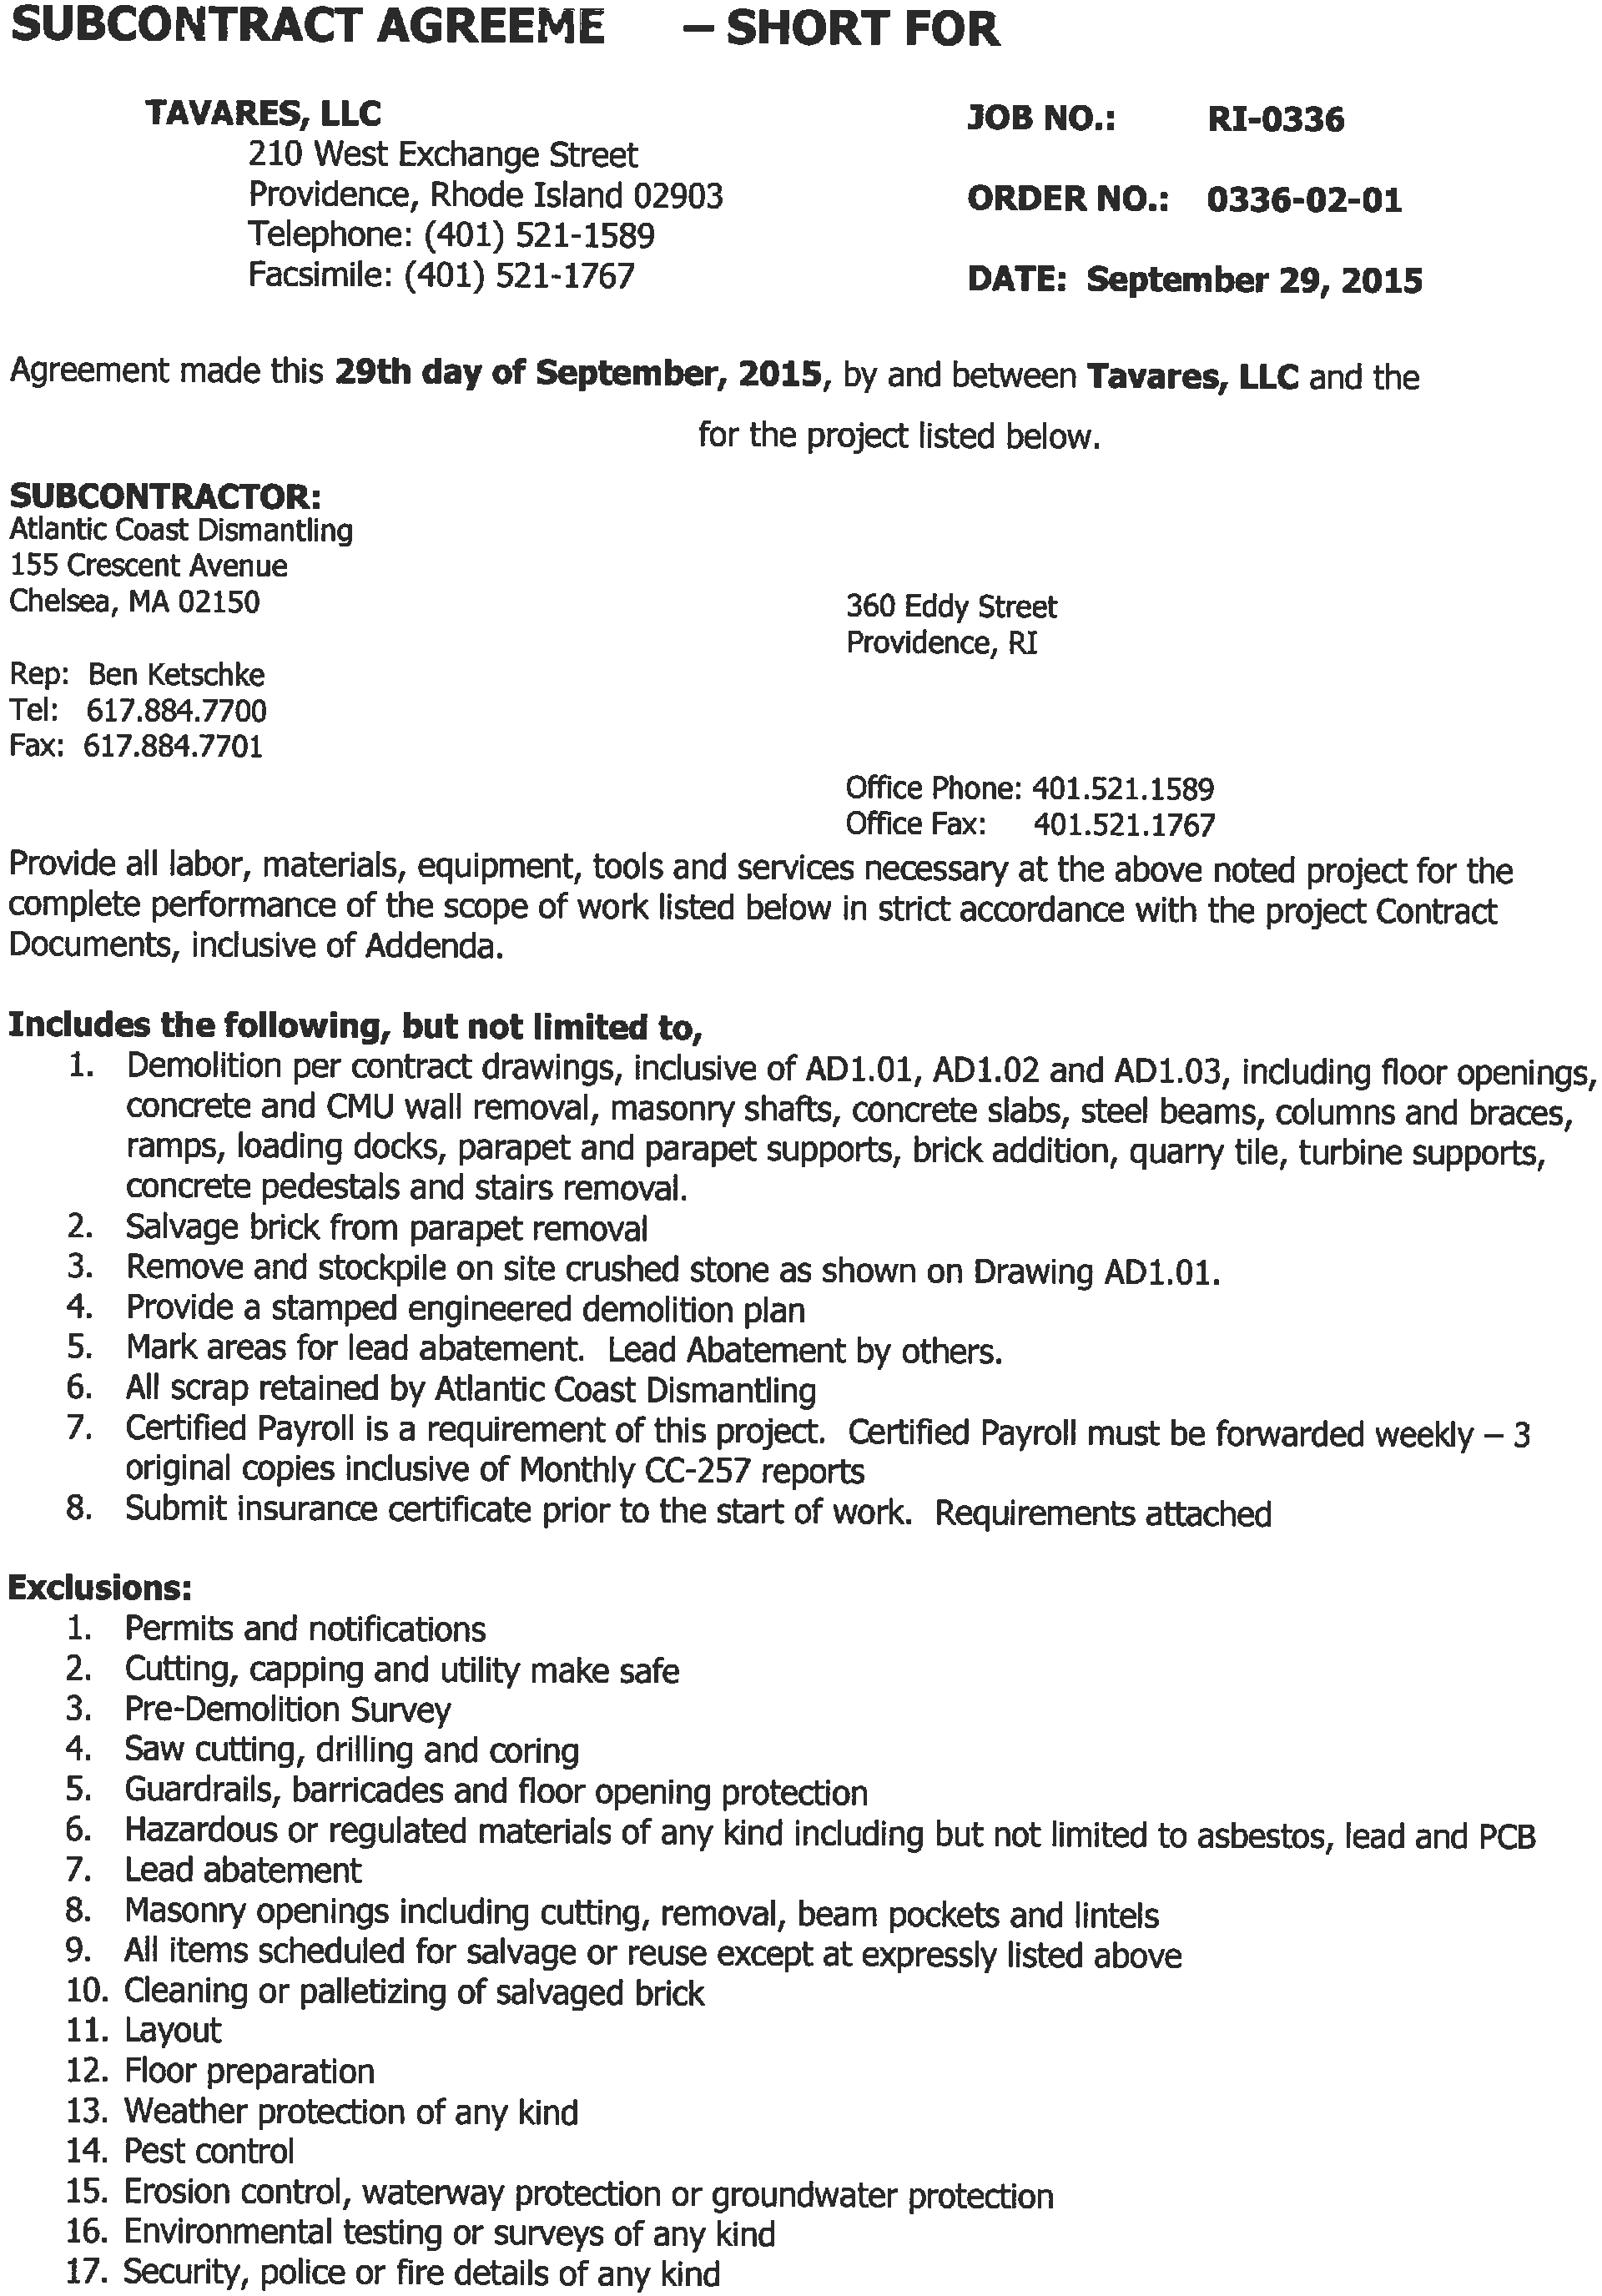 SUBCONTRACT AGREEME – SHORT FOR
TAVARES, LLC
210 West Exchange Street
Providence, Rhode Island 02903
Telephone: (401) 521-1589
Facsimile: (401) 521-1767
JOB NO.: RI-0336
ORDER NO.: 0336-02-01
DATE: September 29, 2015
Agreement made this 29th day of September, 2015, by and between Tavares, LLC and the
for the project listed below.
SUBCONTRACTOR:
Atlantic Coast Dismantling
155 Crescent Avenue
Chelsea, MA 02150
Rep: Ben Ketschke
Tel: 617.884.7700
Fax: 617.884.7701
360 Eddy Street
Providence, RI
Office Phone: 401.521.1589
Office Fax: 401.521.1767
Provide all labor, materials, equipment, tools and services necessary at the above noted project for the
complete performance of the scope of work listed below in strict accordance with the project Contract
Documents, inclusive of Addenda.
Includes the following, but not limited to,
1. Demolition per contract drawings, inclusive of AD1.01, AD1.02 and AD1.03, including floor openings,
concrete and CMU wall removal, masonry shafts, concrete slabs, steel beams, columns and braces,
ramps, loading docks, parapet and parapet supports, brick addition, quarry tile, turbine supports,
concrete pedestals and stairs removal.
2. Salvage brick from parapet removal
3. Remove and stockpile on site crushed stone as shown on Drawing AD1.01.
4. Provide a stamped engineered demolition plan
5. Mark areas for lead abatement. Lead Abatement by others.
6. All scrap retained by Atlantic Coast Dismantling
7. Certified Payroll is a requirement of this project. Certified Payroll must be forwarded weekly – 3
original copies inclusive of Monthly CC-257 reports
8. Submit insurance certificate prior to the start of work. Requirements attached
Exclusions:
1. Permits and notifications
2. Cutting, capping and utility make safe
3. Pre-Demolition Survey
4. Saw cutting, drilling and coring
5. Guardrails, barricades and floor opening protection
6. Hazardous or regulated materials of any kind including but not limited to asbestos, lead and PCB
7. Lead abatement
8. Masonry openings including cutting, removal, beam pockets and lintels
9. All items scheduled for salvage or reuse except at expressly listed above
10. Cleaning or palletizing of salvaged brick
11. Layout
12. Floor preparation
13. Weather protection of any kind
14. Pest control
15. Erosion control, waterway protection or groundwater protection
16. Environmental testing or surveys of any kind
17. Security, police or fire details of any kind